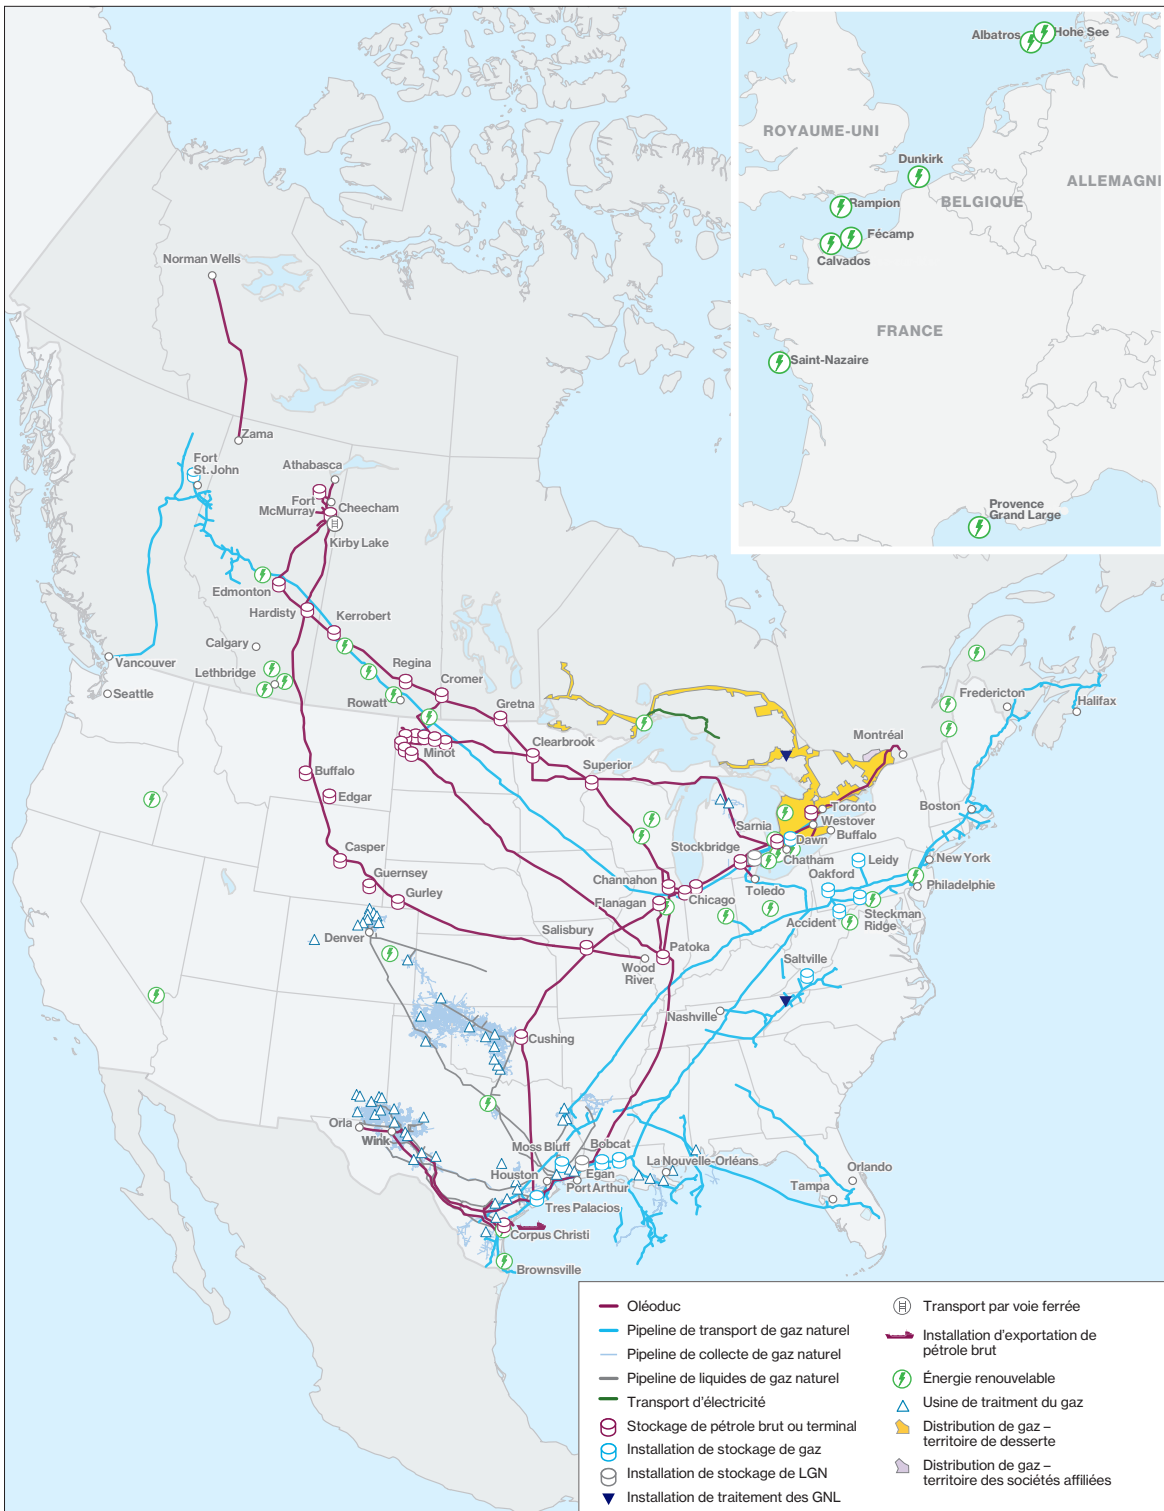 Albatros
Hohe See
ROYAUME-UNI
Dunkirk
ALLEMAGNE
BELGIQUE
Rampion
Fécamp
Calvados
FRANCE
Saint-Nazaire
Provence
Grand Large
Norman Wells
Zama
Fort
St. John
Athabasca
Fort
McMurray
Cheecham
Kirby Lake
Edmonton
Hardisty
Kerrobert
Calgary
Vancouver
Lethbridge
Regina
Cromer
Seattle
Rowatt
Gretna
Fredericton
Halifax
Montréal
Minot
Clearbrook
Superior
Buffalo
Edgar
Boston
Toronto
Westover
Buffalo
Sarnia
Dawn
Stockbridge
Chatham
Leidy
New York
Casper
Guernsey
Gurley
Channahon
Flanagan
Chicago
Toledo
Oakford
Philadelphie
Accident
Steckman
Ridge
Denver
Salisbury
Patoka
Wood
River
Saltville
Nashville
Cushing
Orla
Wink
Moss Bluff
Bobcat
Houston
Egan
Port Arthur
La Nouvelle-Orléans
Orlando
Tampa
Tres Palacios
Corpus Christi
Brownsville
Oléoduc
Pipeline de transport de gaz naturel
Pipeline de collecte de gaz naturel
Pipeline de liquides de gaz naturel
Transport d’électricité
Stockage de pétrole brut ou terminal
Installation de stockage de gaz
Installation de stockage de LGN
Installation de traitement des GNL
Transport par voie ferrée
Installation d’exportation de
pétrole brut
Énergie renouvelable
Usine de traitment du gaz
Distribution de gaz –
territoire de desserte
Distribution de gaz –
territoire des sociétés affiliées